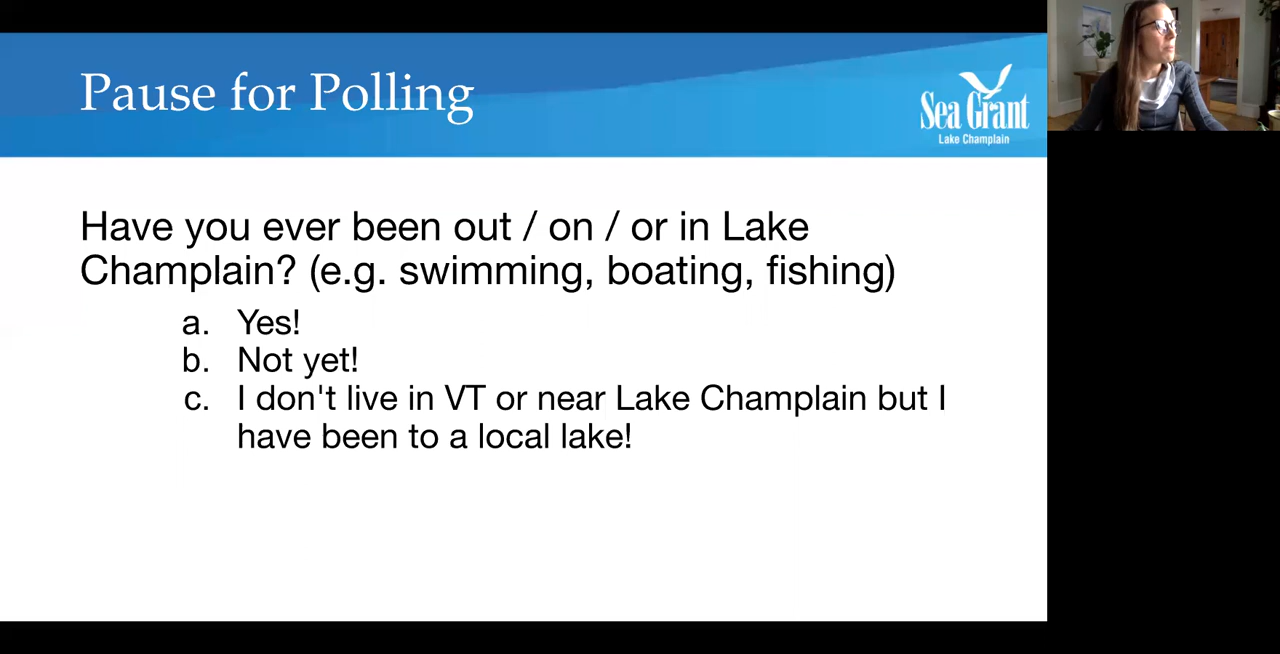 Pause for Polling
Sea Grant
Lake Champlain
Have you ever been out / on / or in Lake
Champlain? (e.g. swimming, boating, fishing)
a. Yes!
b. Not yet!
c. I don't live in VT or near Lake Champlain but I
have been to a local lake!